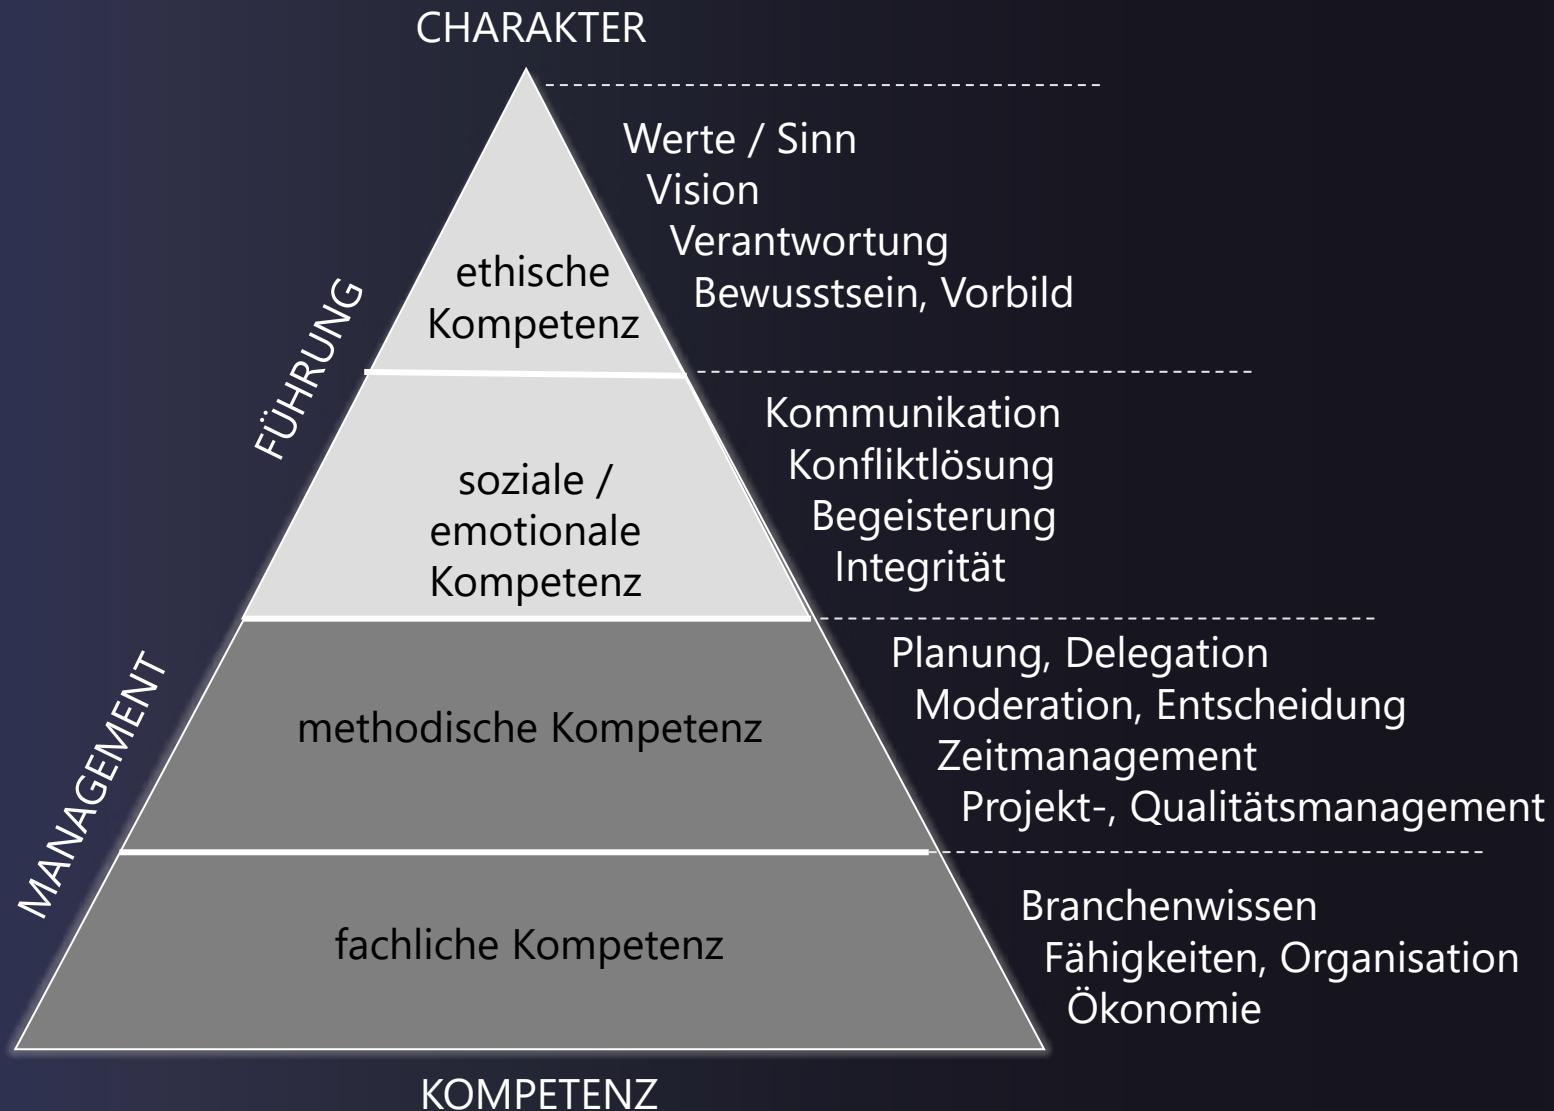 CHARAKTER
Werte / Sinn
Vision
Verantwortung
Bewusstsein, Vorbild
ethische
Kompetenz
FÜHRUNG
Kommunikation
Konfliktlösung
Begeisterung
Integrität
soziale /
emotionale
Kompetenz
Planung, Delegation
Moderation, Entscheidung
Zeitmanagement
Projekt-, Qualitätsmanagement
methodische Kompetenz
MANAGEMENT
Branchenwissen
Fähigkeiten, Organisation
Ökonomie
fachliche Kompetenz
KOMPETENZ